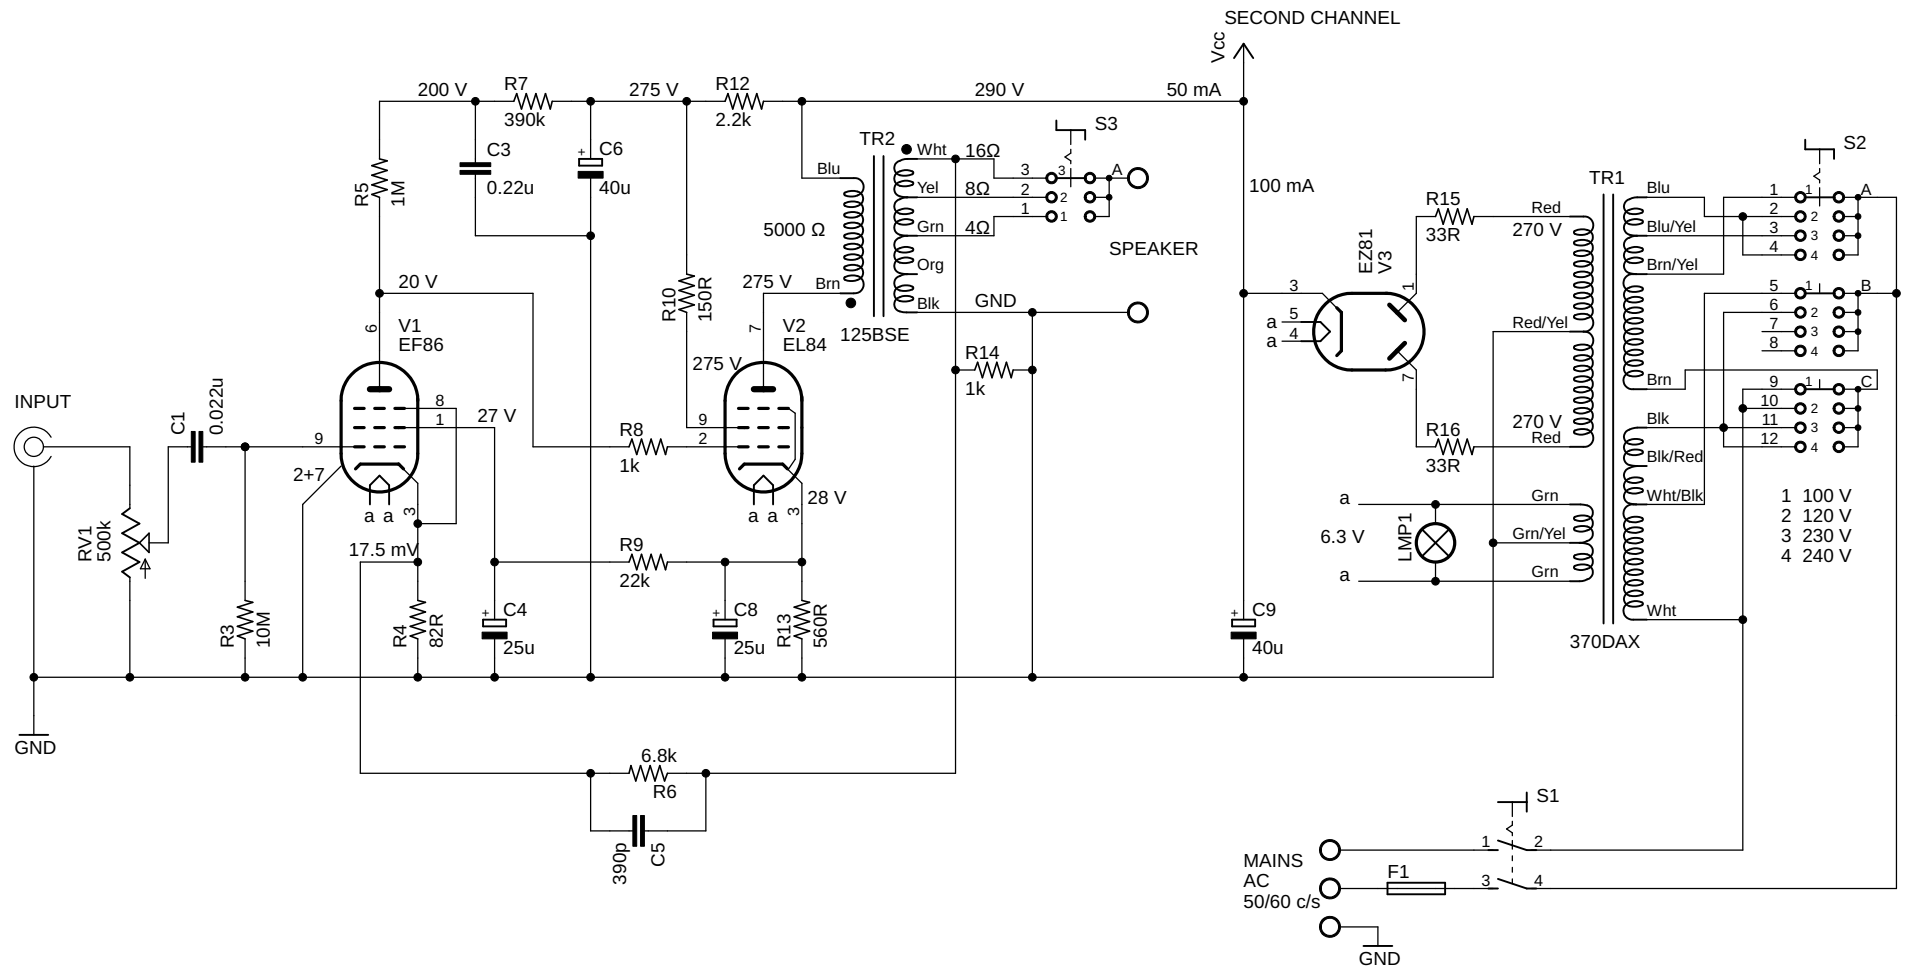 SECOND CHANNEL
Vcc
200 V
R7
390k
275 V
R12
2.2k
290 V
50 mA
C3
0.22u
+
C6
40u
R5
1M
TR2
Wht
16Ω
Blu
Yel
8Ω
5000 Ω
Grn
4Ω
Org
Brn
Blk
GND
125BSE
S3
3
3
A
2
2
1
1
SPEAKER
100 mA
20 V
6
V1
EF86
R10
150R
275 V
7
V2
EL84
275 V
R14
1k
INPUT
C1
0.022u
9
2+7
8
1
27 V
a a
3
R8
1k
9
2
a a
3
28 V
RV1
500k
17.5 mV
R9
22k
R3
10M
R4
82R
+
C4
25u
+
C8
25u
R13
560R
+
C9
40u
GND
6.8k
R6
390p
C5
EZ81
V3
3
a 5
a 4
1
7
R15
33R
R16
33R
TR1
Red
270 V
Red/Yel
270 V
Red
a
Grn
6.3 V
LMP1
Grn/Yel
a
Grn
370DAX
Blu
Blu/Yel
Brn/Yel
Brn
Blk
Blk/Red
Wht/Blk
Wht
S2
1 1 A
2 2
3 3
4 4
5 1 B
6 2
7 3
8 4
9 1 C
10 2
11 3
12 4
1 100 V
2 120 V
3 230 V
4 240 V
S1
MAINS
AC
50/60 c/s
1
2
F1
3
4
GND